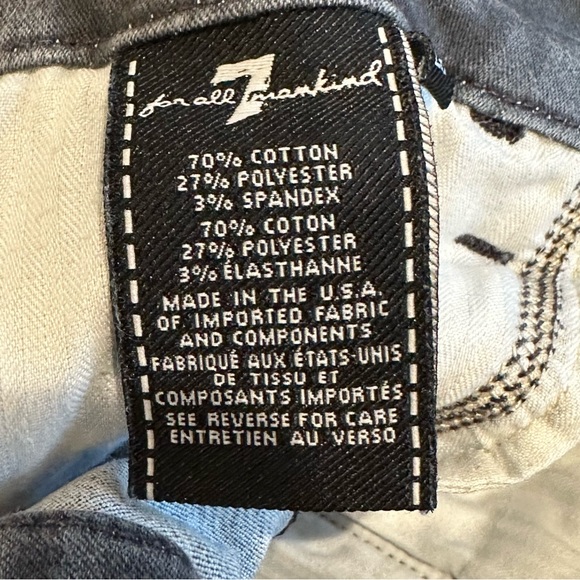 for all 7 mankind
70% COTTON
27% POLYESTER
3% SPANDEX
70% COTON
27% POLYESTER
3% ÉLASTHANNE
MADE IN THE U.S.A.
OF IMPORTED FABRIC
AND COMPONENTS
FABRIQUÉ AUX ÉTATS-UNIS
DE TISSU ET
COMPOSANTS IMPORTÉS
SEE REVERSE FOR CARE
ENTRETIEN AU VERSO